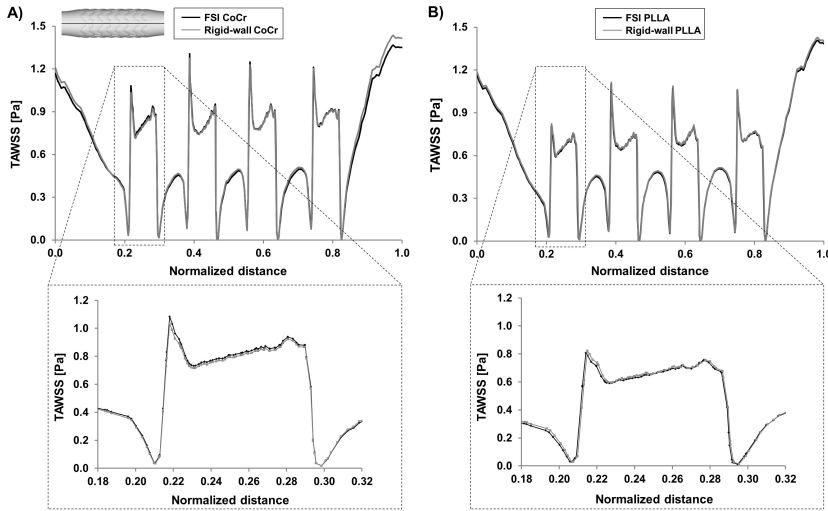 A)
FSI CoCr
Rigid-wall CoCr
TAWSS [Pa]
1.5
1.2
0.9
0.6
0.3
0.0
0.0 0.2 0.4 0.6 0.8 1.0
Normalized distance
TAWSS [Pa]
1.2
1.0
0.8
0.6
0.4
0.2
0.0
0.18 0.20 0.22 0.24 0.26 0.28 0.30 0.32
Normalized distance
B)
FSI PLLA
Rigid-wall PLLA
TAWSS [Pa]
1.5
1.2
0.9
0.6
0.3
0.0
0.0 0.2 0.4 0.6 0.8 1.0
Normalized distance
TAWSS [Pa]
1.2
1.0
0.8
0.6
0.4
0.2
0.0
0.18 0.20 0.22 0.24 0.26 0.28 0.30 0.32
Normalized distance